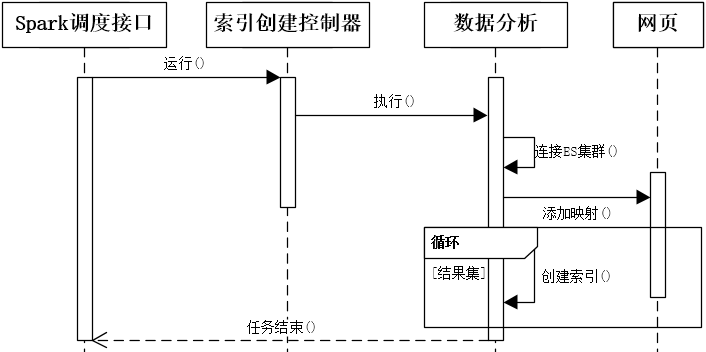 Spark调度接口
索引创建控制器
数据分析
网页
运行()
执行()
连接ES集群()
添加映射()
循环
[结果集]
创建索引()
任务结束()